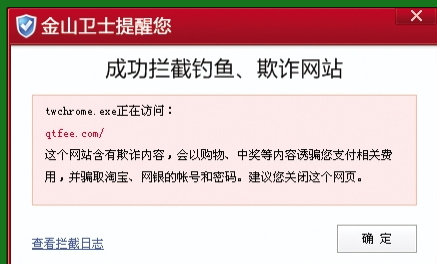 金山卫士提醒您
成功拦截钓鱼、欺诈网站
twchrome.exe正在访问：
qtfee.com/
这个网站含有欺诈内容，会以购物、中奖等内容诱骗您支付相关费
用，并骗取淘宝、网银的帐号和密码。建议您关闭这个网页。
查看拦截日志
确 定